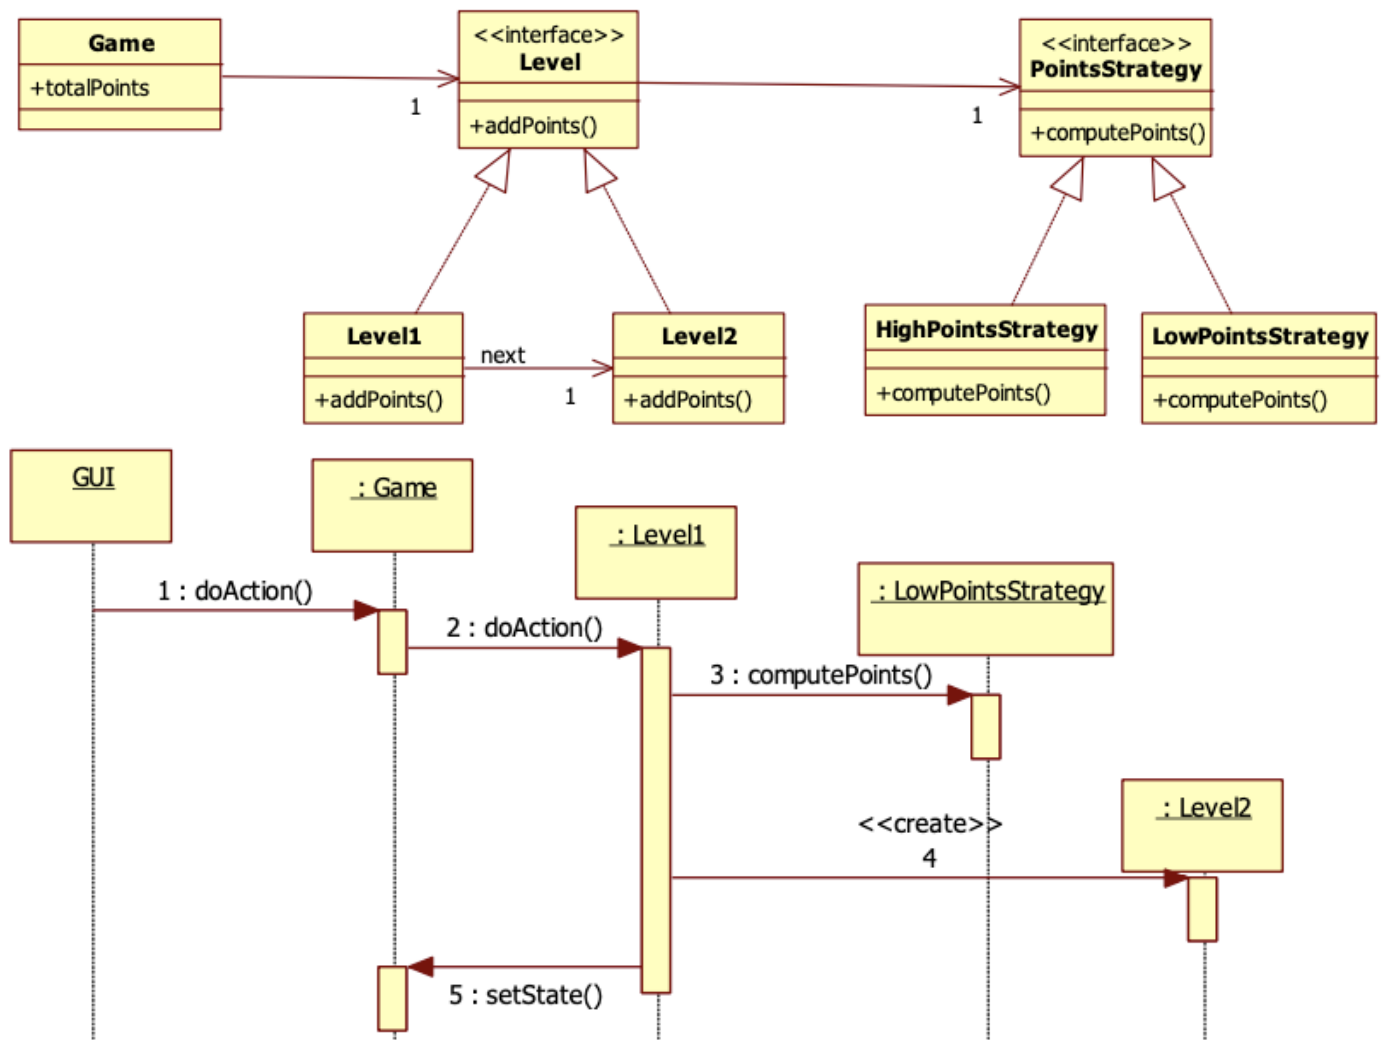 Game
+totalPoints
<<interface>>
Level
+addPoints()
1
<<interface>>
PointsStrategy
+computePoints()
1
Level1
+addPoints()
next
1
Level2
+addPoints()
HighPointsStrategy
+computePoints()
LowPointsStrategy
+computePoints()
GUI
: Game
: Level1
: LowPointsStrategy
: Level2
1 : doAction()
2 : doAction()
3 : computePoints()
<<create>>
4
5 : setState()